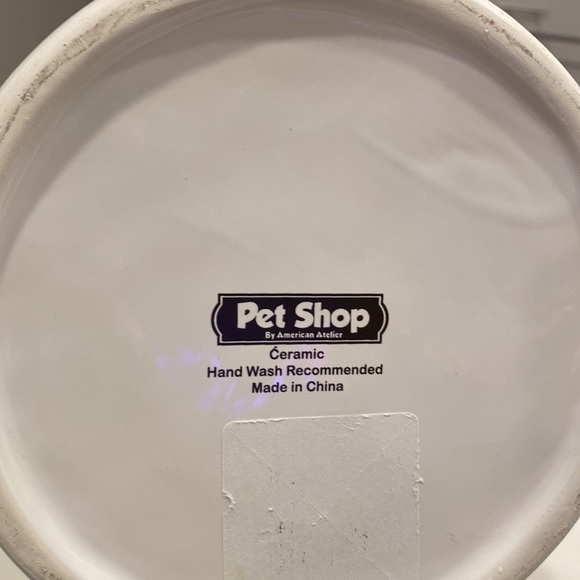 Pet Shop
By American Atelier
Ceramic
Hand Wash Recommended
Made in China